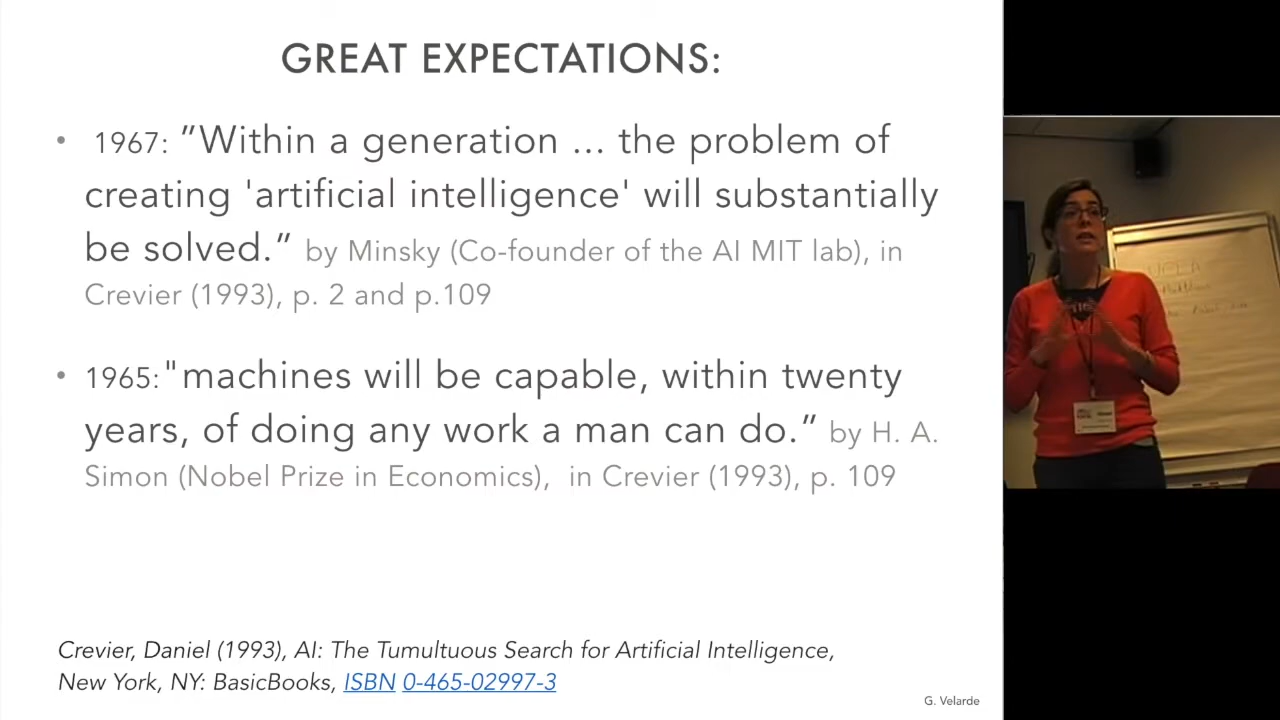 GREAT EXPECTATIONS:
• 1967: ”Within a generation ... the problem of
creating 'artificial intelligence' will substantially
be solved.” by Minsky (Co-founder of the AI MIT lab), in
Crevier (1993), p. 2 and p.109
• 1965:"machines will be capable, within twenty
years, of doing any work a man can do.” by H. A.
Simon (Nobel Prize in Economics), in Crevier (1993), p. 109
Crevier, Daniel (1993), AI: The Tumultuous Search for Artificial Intelligence,
New York, NY: BasicBooks, ISBN 0-465-02997-3
G. Velarde